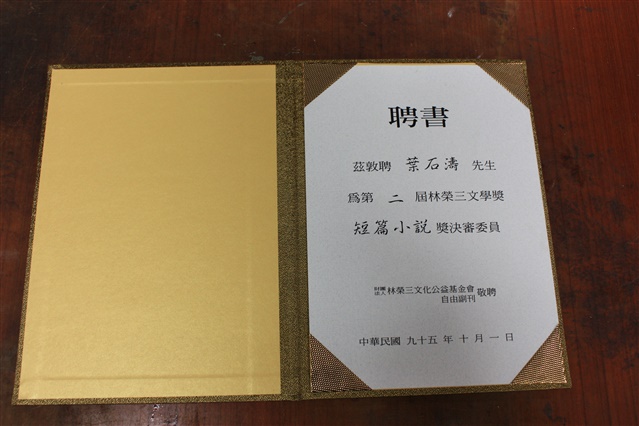 聘書
茲敦聘 葉石濤 先生
爲第 二 屆林榮三文學獎
短篇小說獎決審委員
財團法人林榮三文化公益基金會
自由副刊 敬聘
中華民國 九十五 年 十 月 一 日